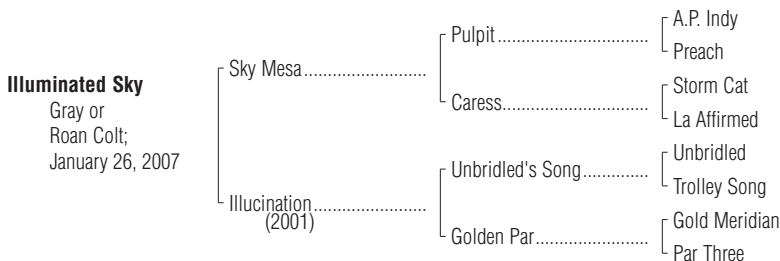 Illuminated Sky
Gray or
Roan Colt;
January 26, 2007
Sky Mesa
Illucination
(2001)
Pulpit
Caress
Unbridled's Song
Golden Par
A.P. Indy
Preach
Storm Cat
La Affirmed
Unbridled
Trolley Song
Gold Meridian
Par Three